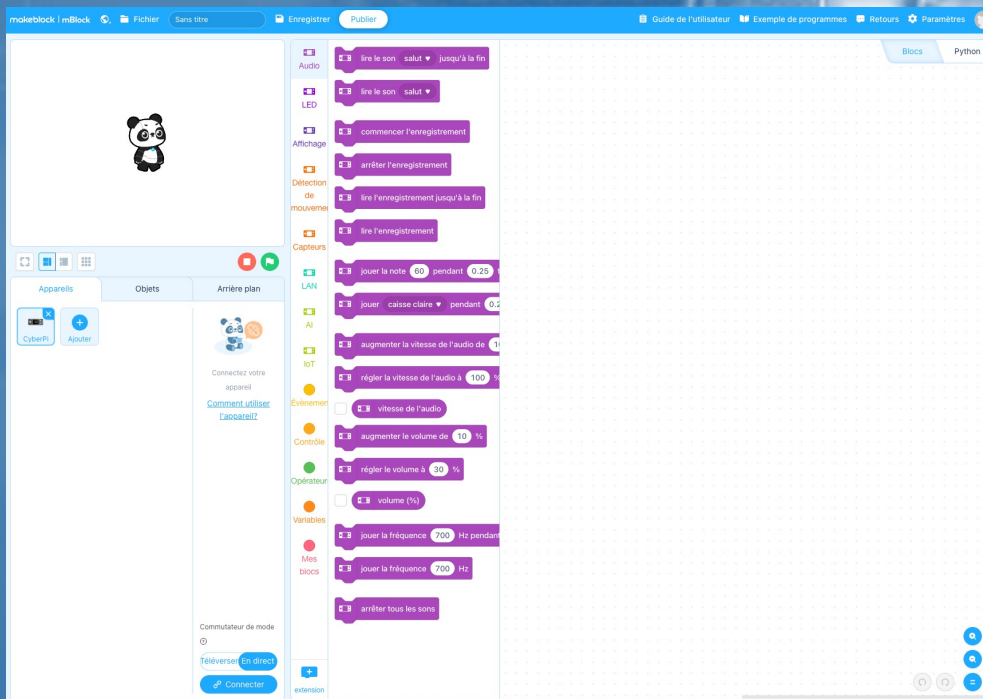 makeblock | mBlock Fichier Sans titre Enregistrer Publier Guide de l'utilisateur Exemple de programmes Retours Paramètres
Blocs Python
Audio
LED
Affichage
Détection
de
mouveme
Capteurs
LAN
AI
IoT
Évènemen
Contrôle
Opérateur
Variables
Mes
blocs
extension
lire le son salut ▾ jusqu'à la fin
lire le son salut ▾
commencer l'enregistrement
arrêter l'enregistrement
lire l'enregistrement jusqu'à la fin
lire l'enregistrement
jouer la note 60 pendant 0.25
jouer caisse claire ▾ pendant 0.2
augmenter la vitesse de l'audio de 10
régler la vitesse de l'audio à 100 %
vitesse de l'audio
augmenter le volume de 10 %
régler le volume à 30 %
volume (%)
jouer la fréquence 700 Hz pendant
jouer la fréquence 700 Hz
arrêter tous les sons
Appareils Objets Arrière plan
CyberPi
Ajouter
Connectez votre
appareil
Comment utiliser
l'appareil?
Commutateur de mode
Téléverser En direct
Connecter